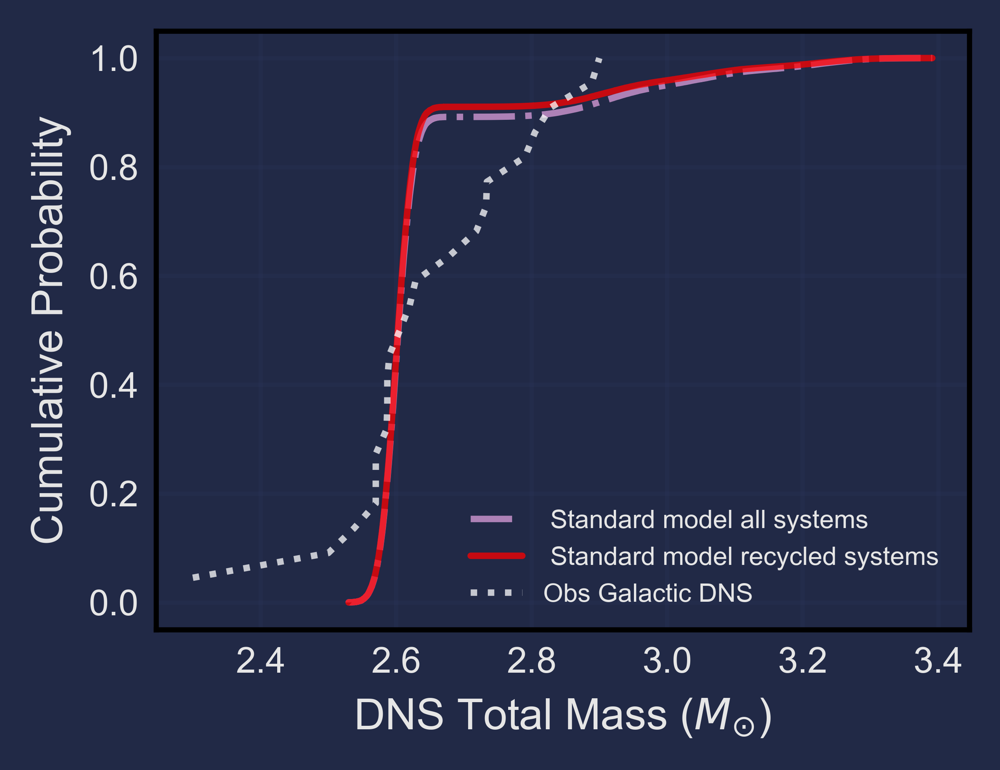 1.0
0.8
0.6
0.4
0.2
0.0
Cumulative Probability
Standard model all systems
Standard model recycled systems
Obs Galactic DNS
2.4 2.6 2.8 3.0 3.2 3.4
DNS Total Mass (M⊙)